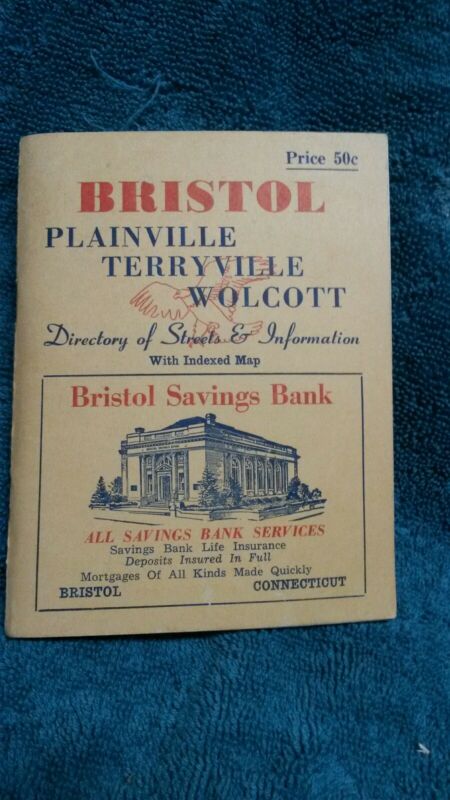 Price 50c
BRISTOL
PLAINVILLE
TERRYVILLE
WOLCOTT
Directory of Streets & Information
With Indexed Map
Bristol Savings Bank
ALL SAVINGS BANK SERVICES
Savings Bank Life Insurance
Deposits Insured In Full
Mortgages Of All Kinds Made Quickly
BRISTOL CONNECTICUT